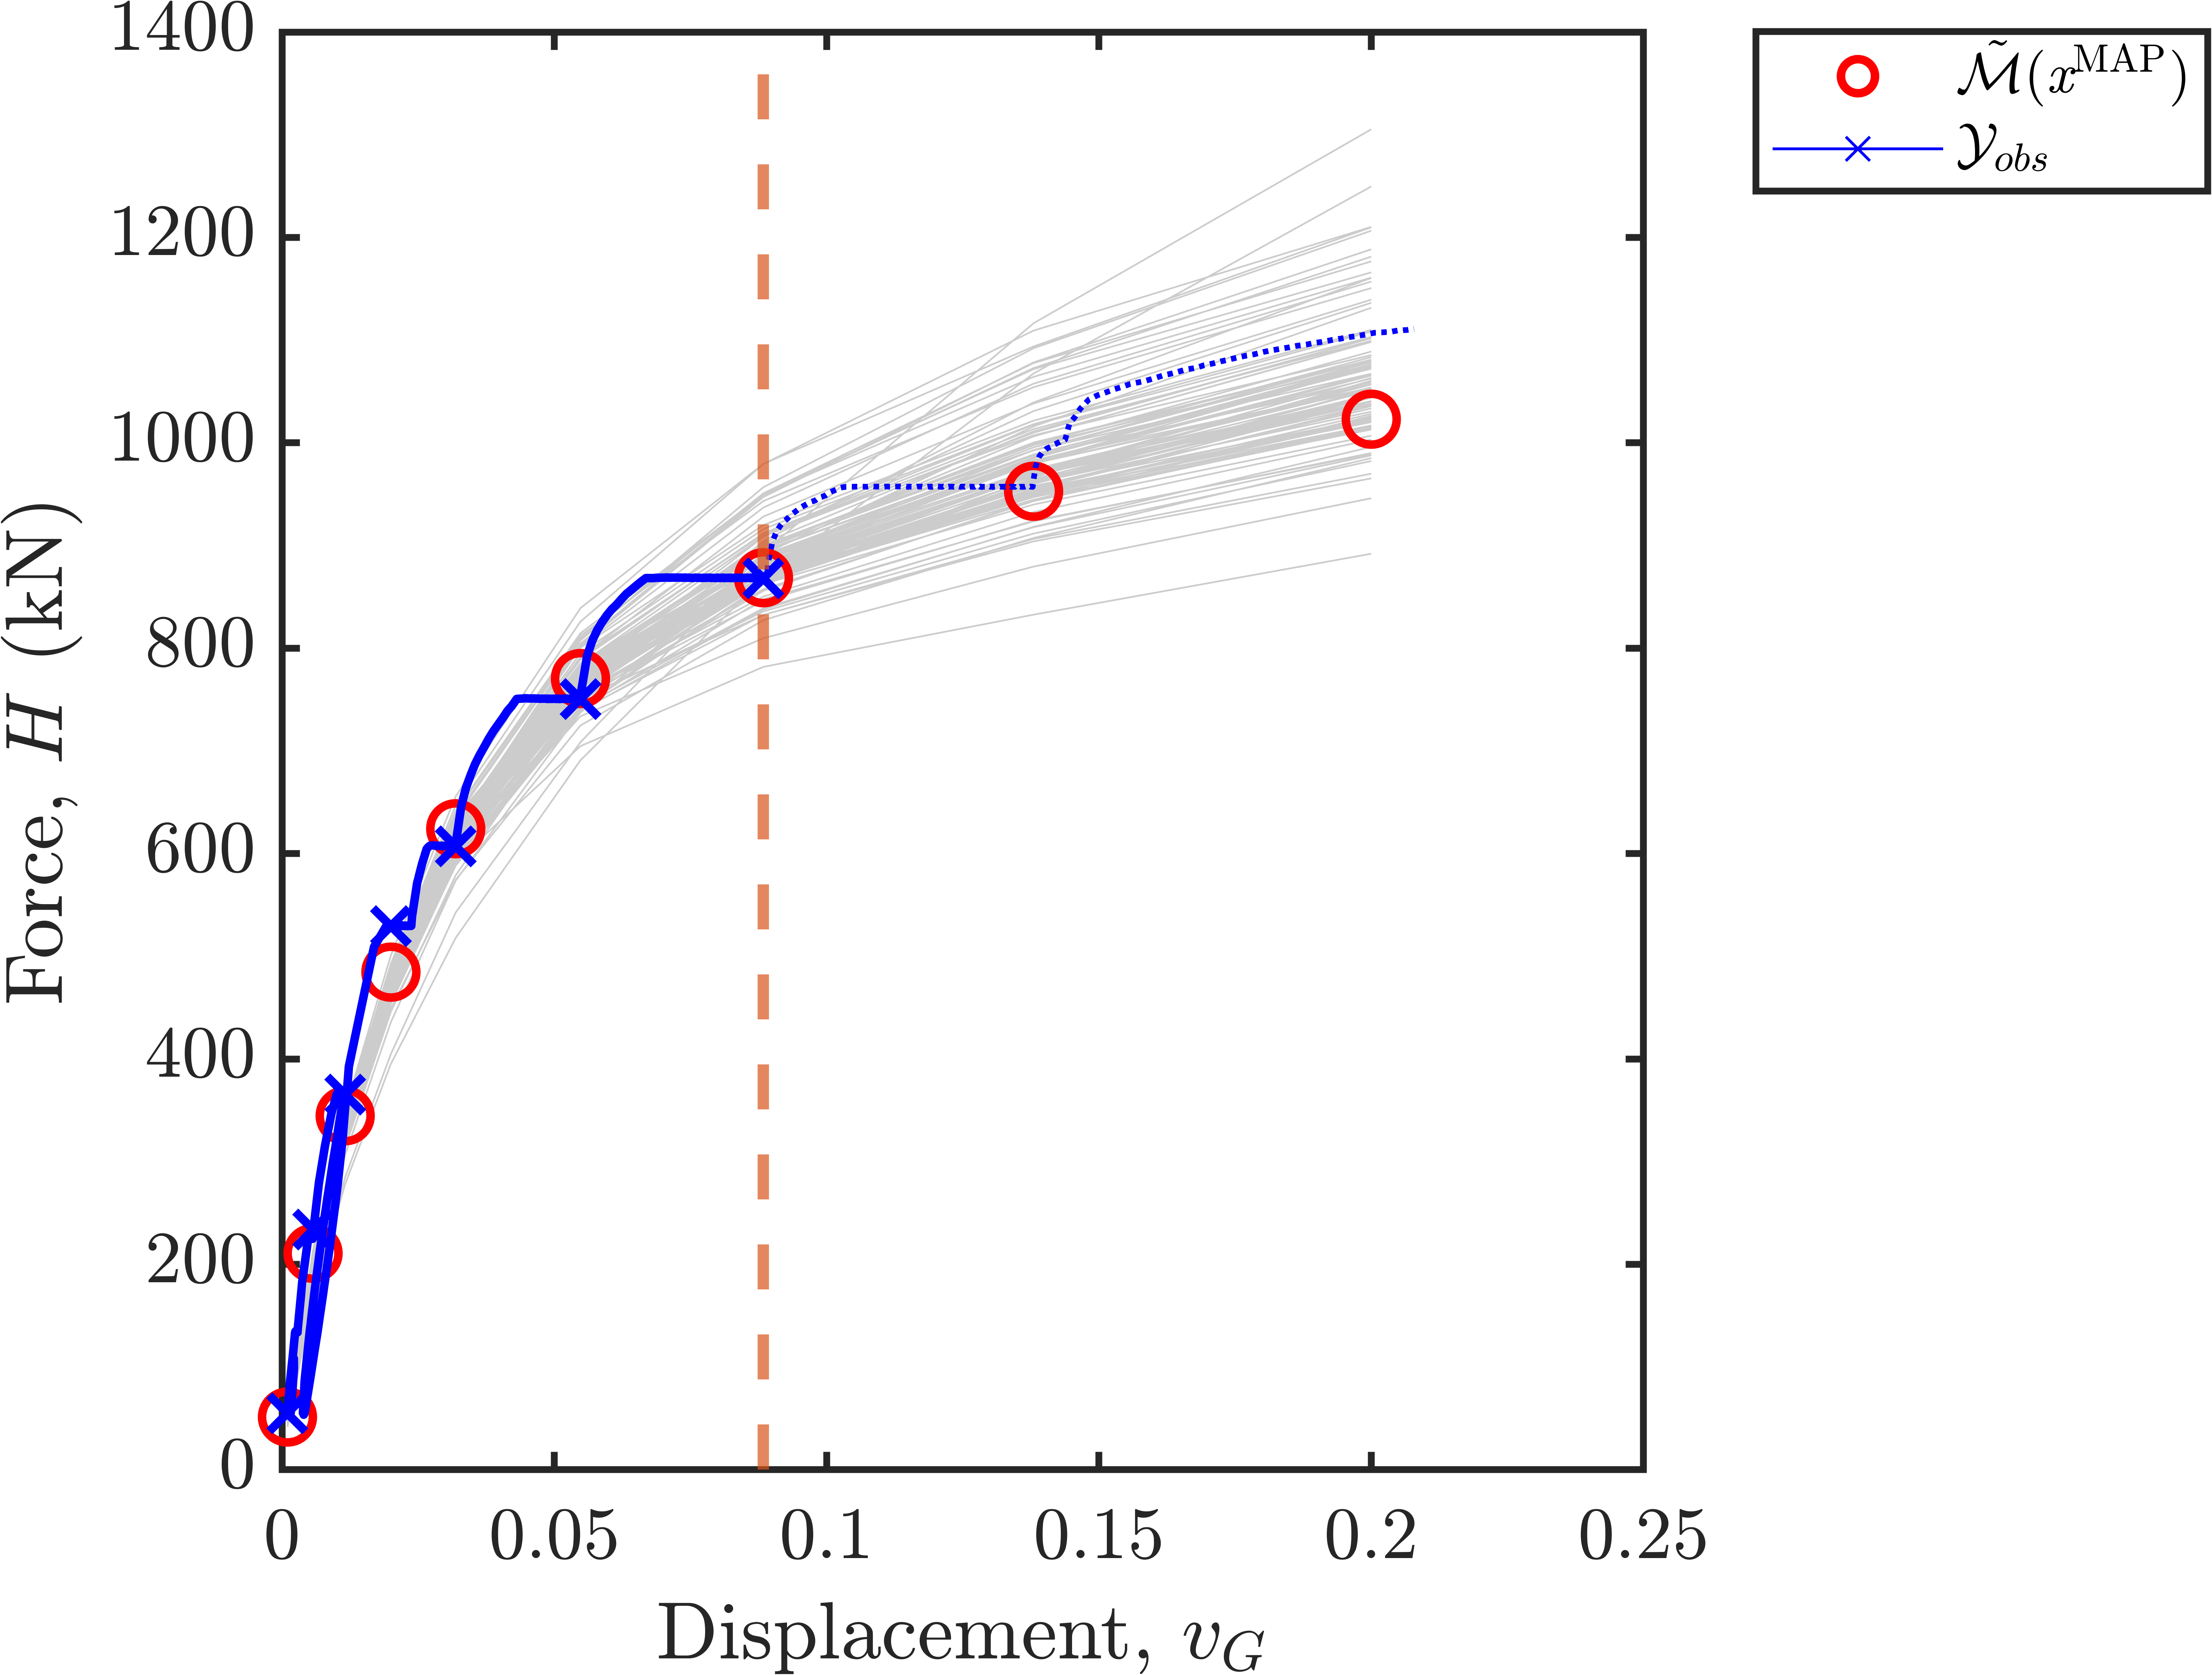 1400
1200
1000
800
600
400
200
0
0 0.05 0.1 0.15 0.2 0.25
Force, H (kN)
Displacement, v_G
ℳ̃(x^MAP)
𝒴_obs